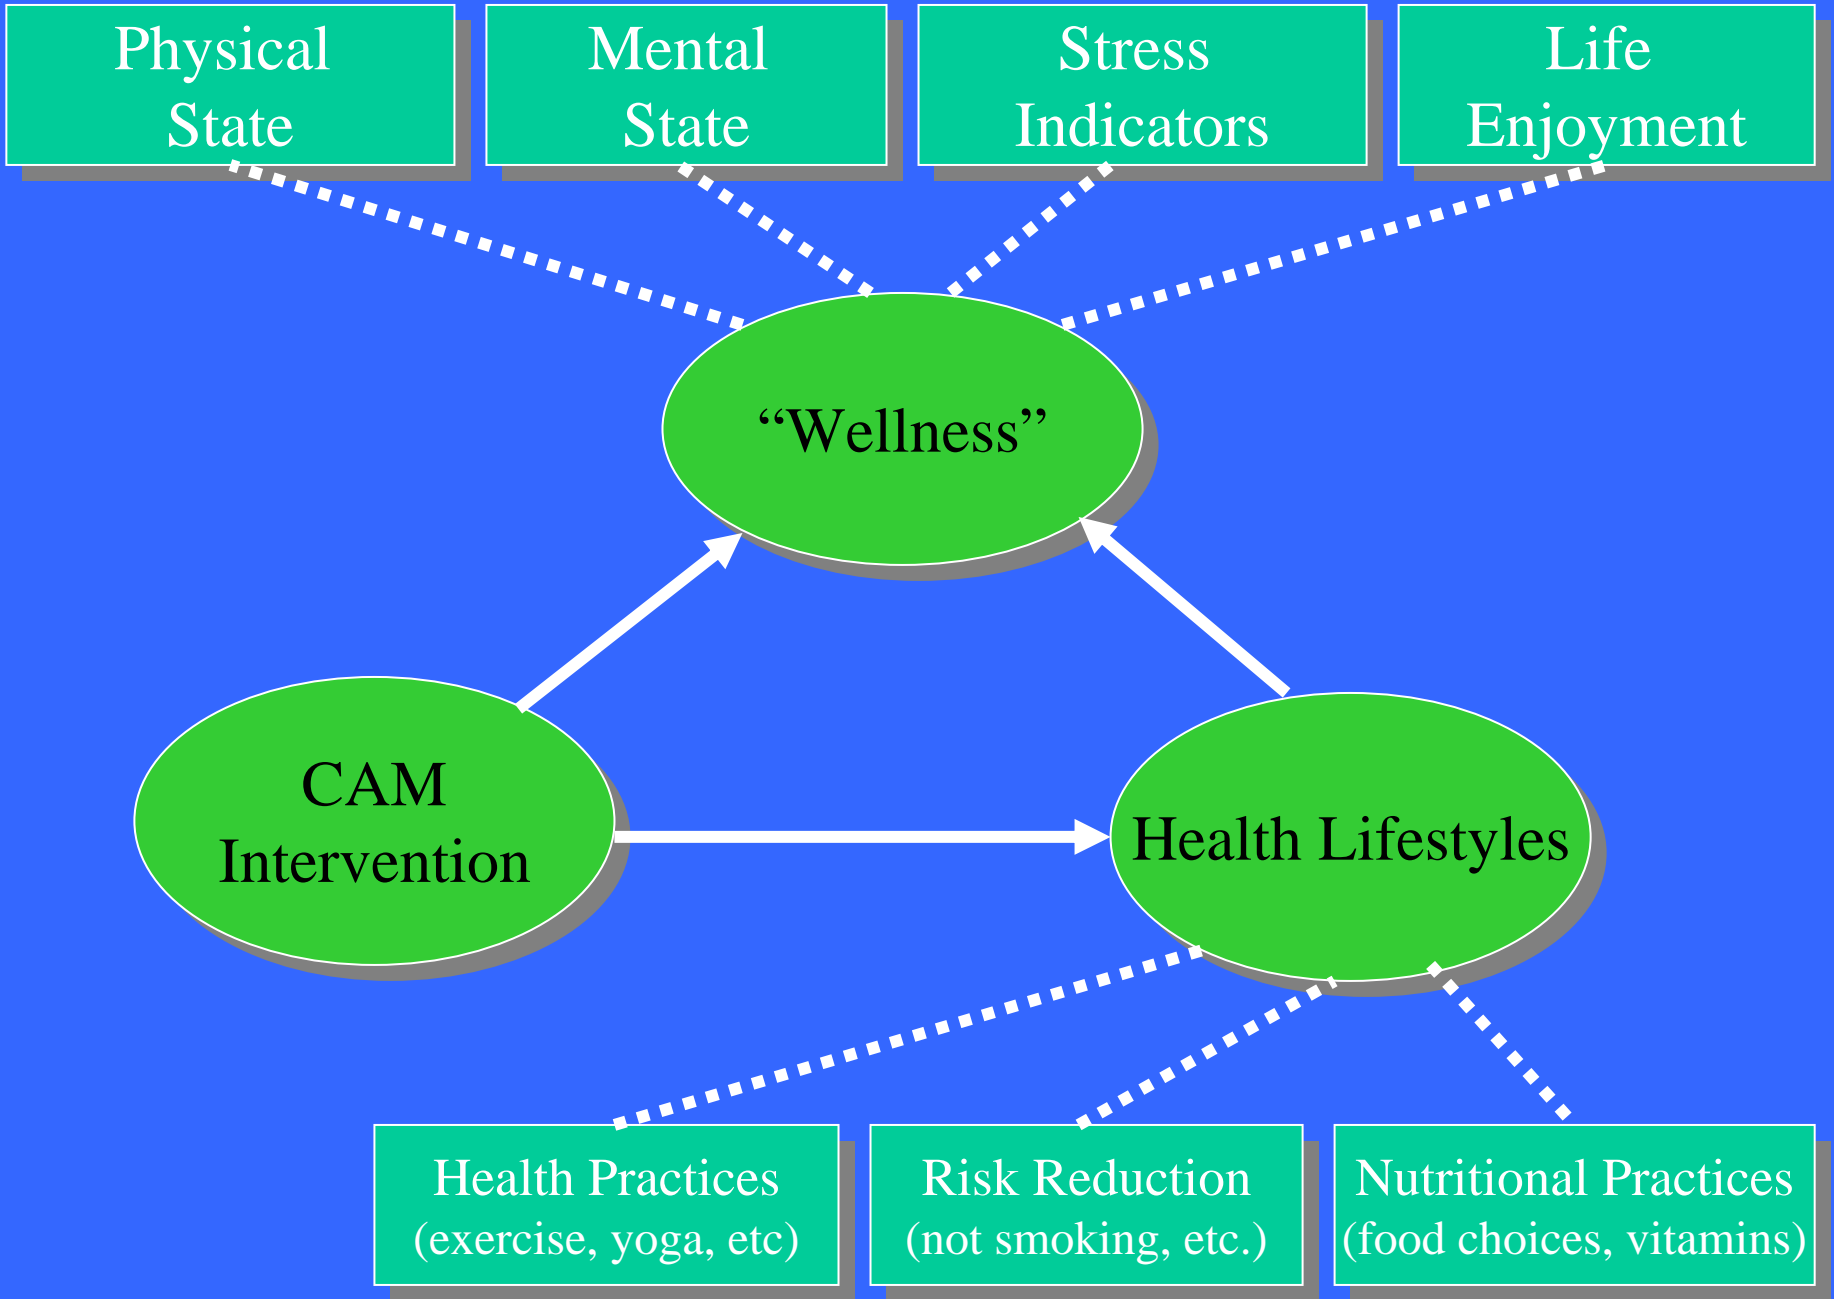 Physical
State
Mental
State
Stress
Indicators
Life
Enjoyment
“Wellness”
CAM
Intervention
Health Lifestyles
Health Practices
(exercise, yoga, etc)
Risk Reduction
(not smoking, etc.)
Nutritional Practices
(food choices, vitamins)